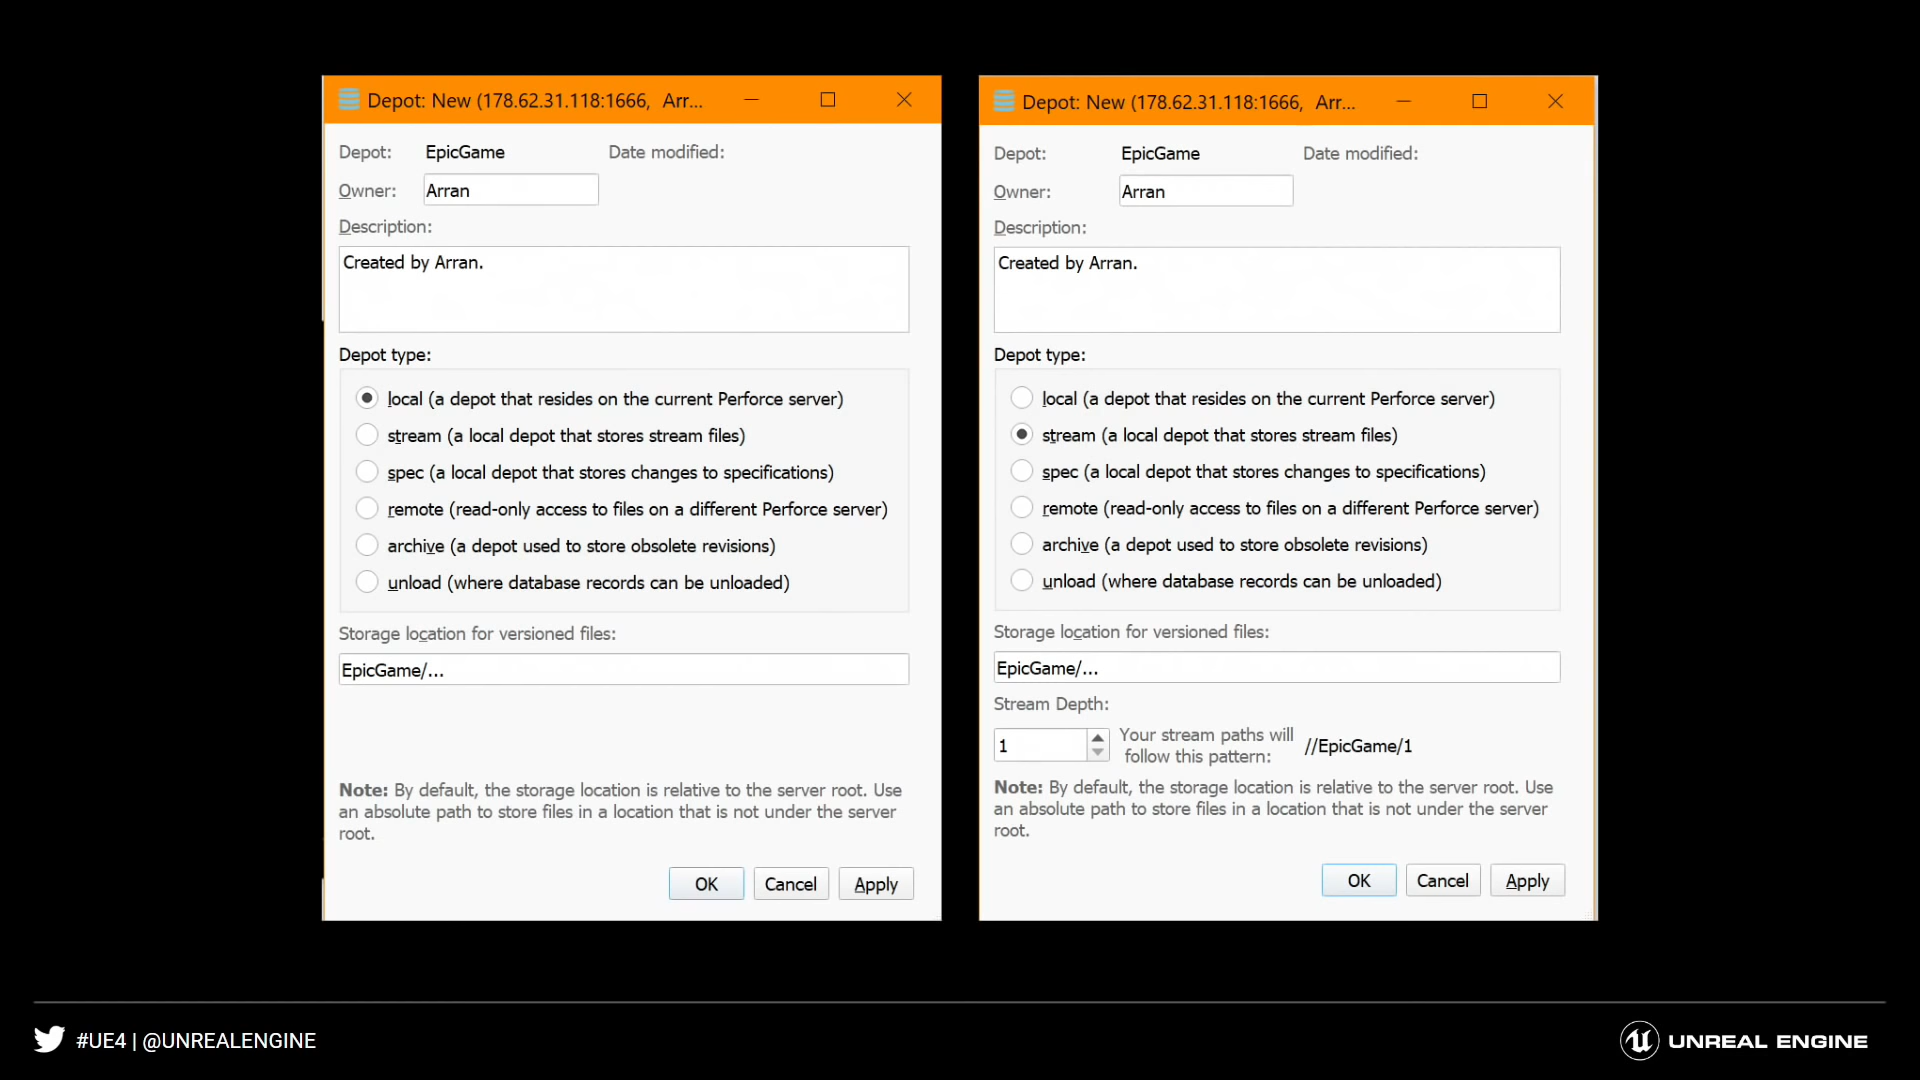 Depot: New (178.62.31.118:1666, Arr...
Depot: EpicGame Date modified:
Owner: Arran
Description:
Created by Arran.
Depot type:
local (a depot that resides on the current Perforce server)
stream (a local depot that stores stream files)
spec (a local depot that stores changes to specifications)
remote (read-only access to files on a different Perforce server)
archive (a depot used to store obsolete revisions)
unload (where database records can be unloaded)
Storage location for versioned files:
EpicGame/...
Note: By default, the storage location is relative to the server root. Use
an absolute path to store files in a location that is not under the server
root.
OK Cancel Apply
Depot: New (178.62.31.118:1666, Arr...
Depot: EpicGame Date modified:
Owner: Arran
Description:
Created by Arran.
Depot type:
local (a depot that resides on the current Perforce server)
stream (a local depot that stores stream files)
spec (a local depot that stores changes to specifications)
remote (read-only access to files on a different Perforce server)
archive (a depot used to store obsolete revisions)
unload (where database records can be unloaded)
Storage location for versioned files:
EpicGame/...
Stream Depth:
1
Your stream paths will
follow this pattern:
//EpicGame/1
Note: By default, the storage location is relative to the server root. Use
an absolute path to store files in a location that is not under the server
root.
OK Cancel Apply
#UE4 | @UNREALENGINE
UNREAL ENGINE